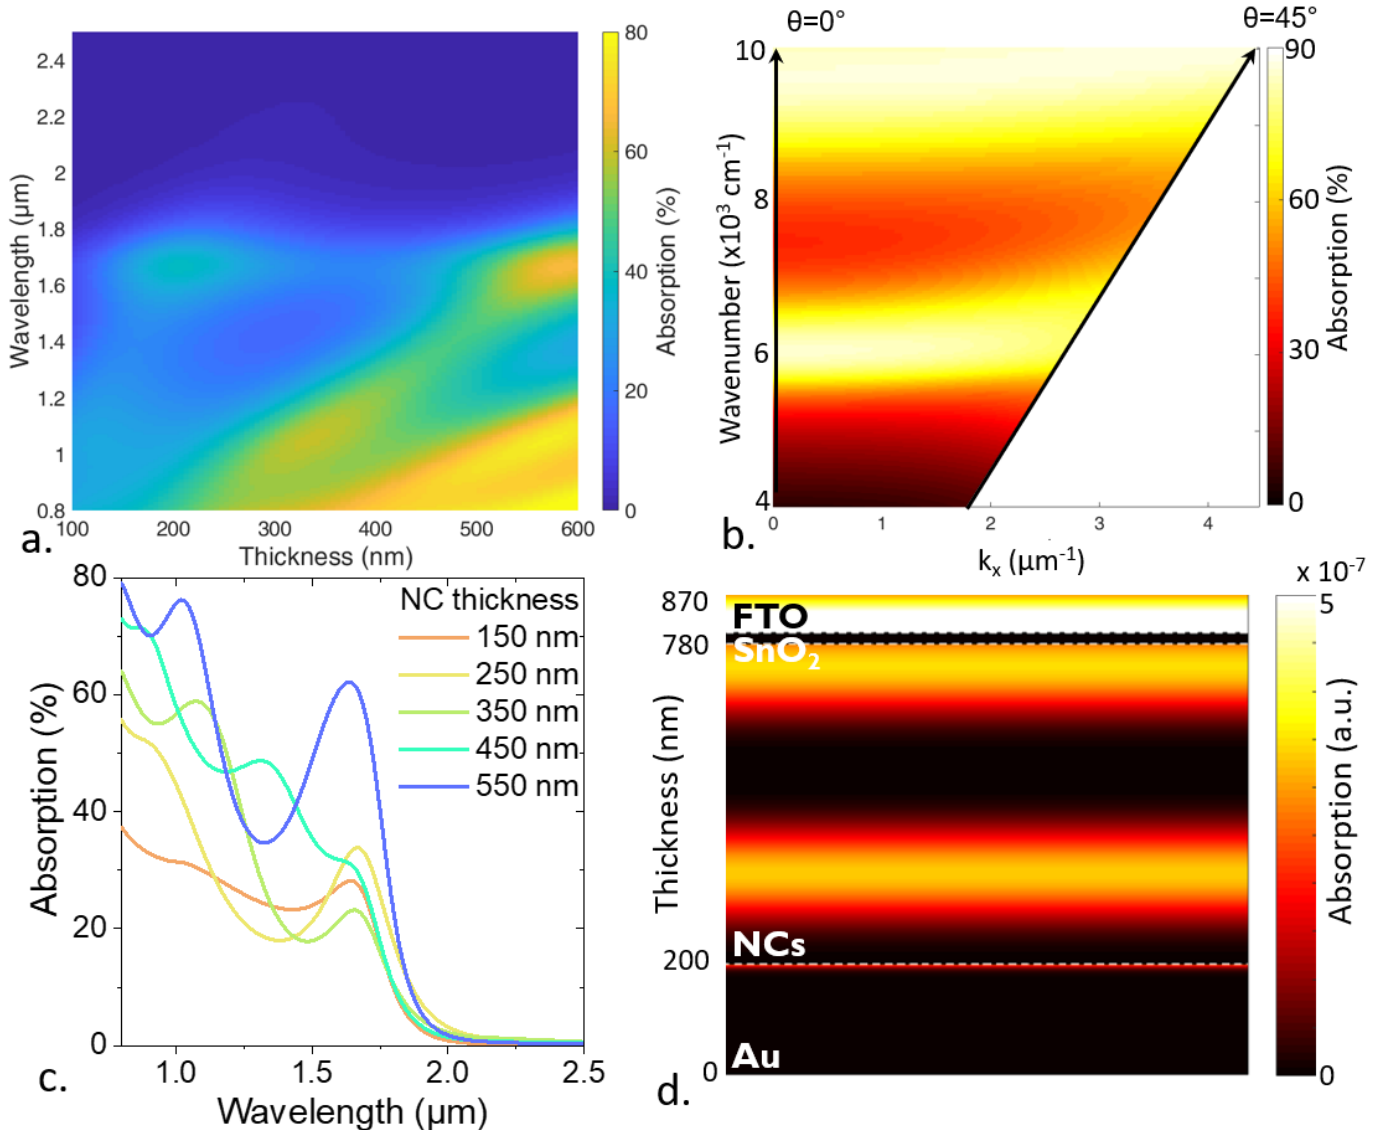 2.4
2.2
2
1.8
1.6
1.4
1.2
1
0.8
Wavelength (μm)
100 200 300 400 500 600
Thickness (nm)
80
60
40
20
0
Absorption (%)
a.
θ=0°
θ=45°
10
8
6
4
Wavenumber (x10³ cm⁻¹)
0 1 2 3 4
kₓ (μm⁻¹)
90
60
30
0
Absorption (%)
b.
80
60
40
20
0
Absorption (%)
NC thickness
150 nm
250 nm
350 nm
450 nm
550 nm
1.0 1.5 2.0 2.5
Wavelength (μm)
c.
870
780
200
0
Thickness (nm)
FTO
SnO₂
NCs
Au
x 10⁻⁷
5
0
Absorption (a.u.)
d.